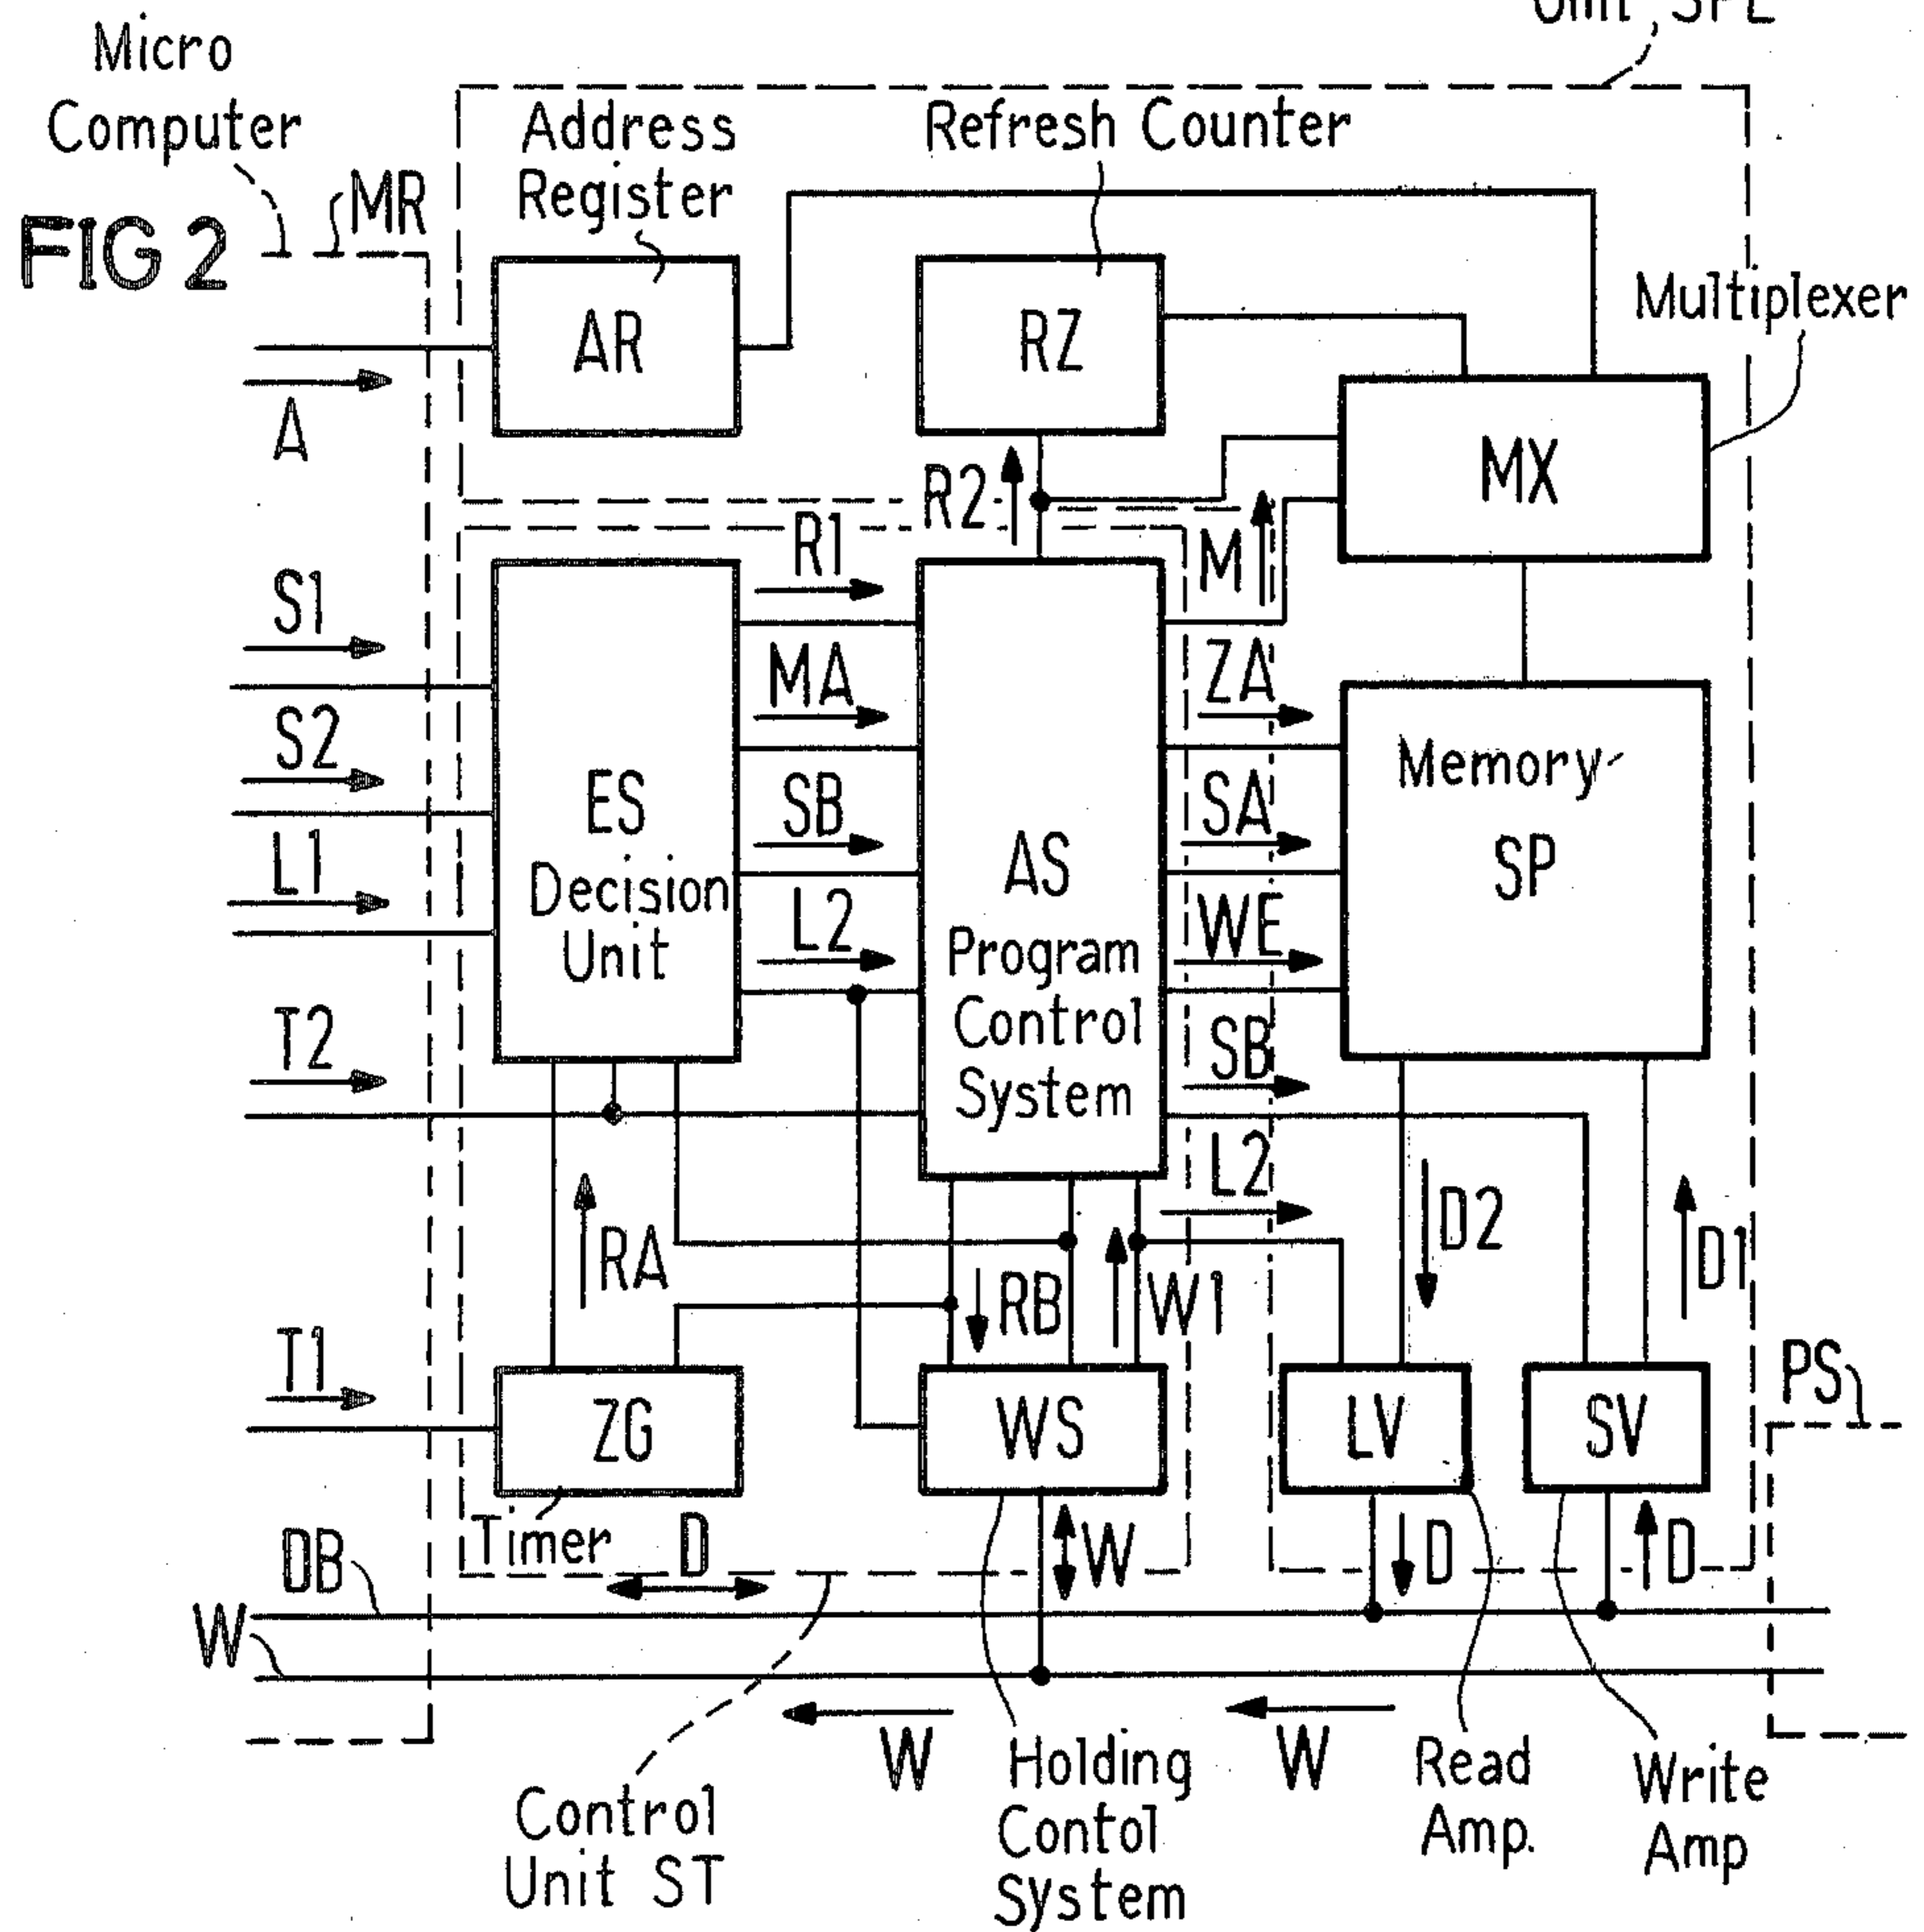 Micro
Computer
MR
FIG 2
Address
Register
Refresh Counter
Multiplexer
AR
RZ
MX
A
R2
M
S1
S2
L1
T2
T1
R1
MA
SB
L2
ES
Decision
Unit
AS
Program
Control
System
ZA
SA
WE
SB
L2
Memory
SP
RA
RB
W1
D2
D1
PS
ZG
WS
LV
SV
Timer
D
W
D
D
DB
W
W
W
Control
Unit ST
Holding
Contol
System
Read
Amp.
Write
Amp